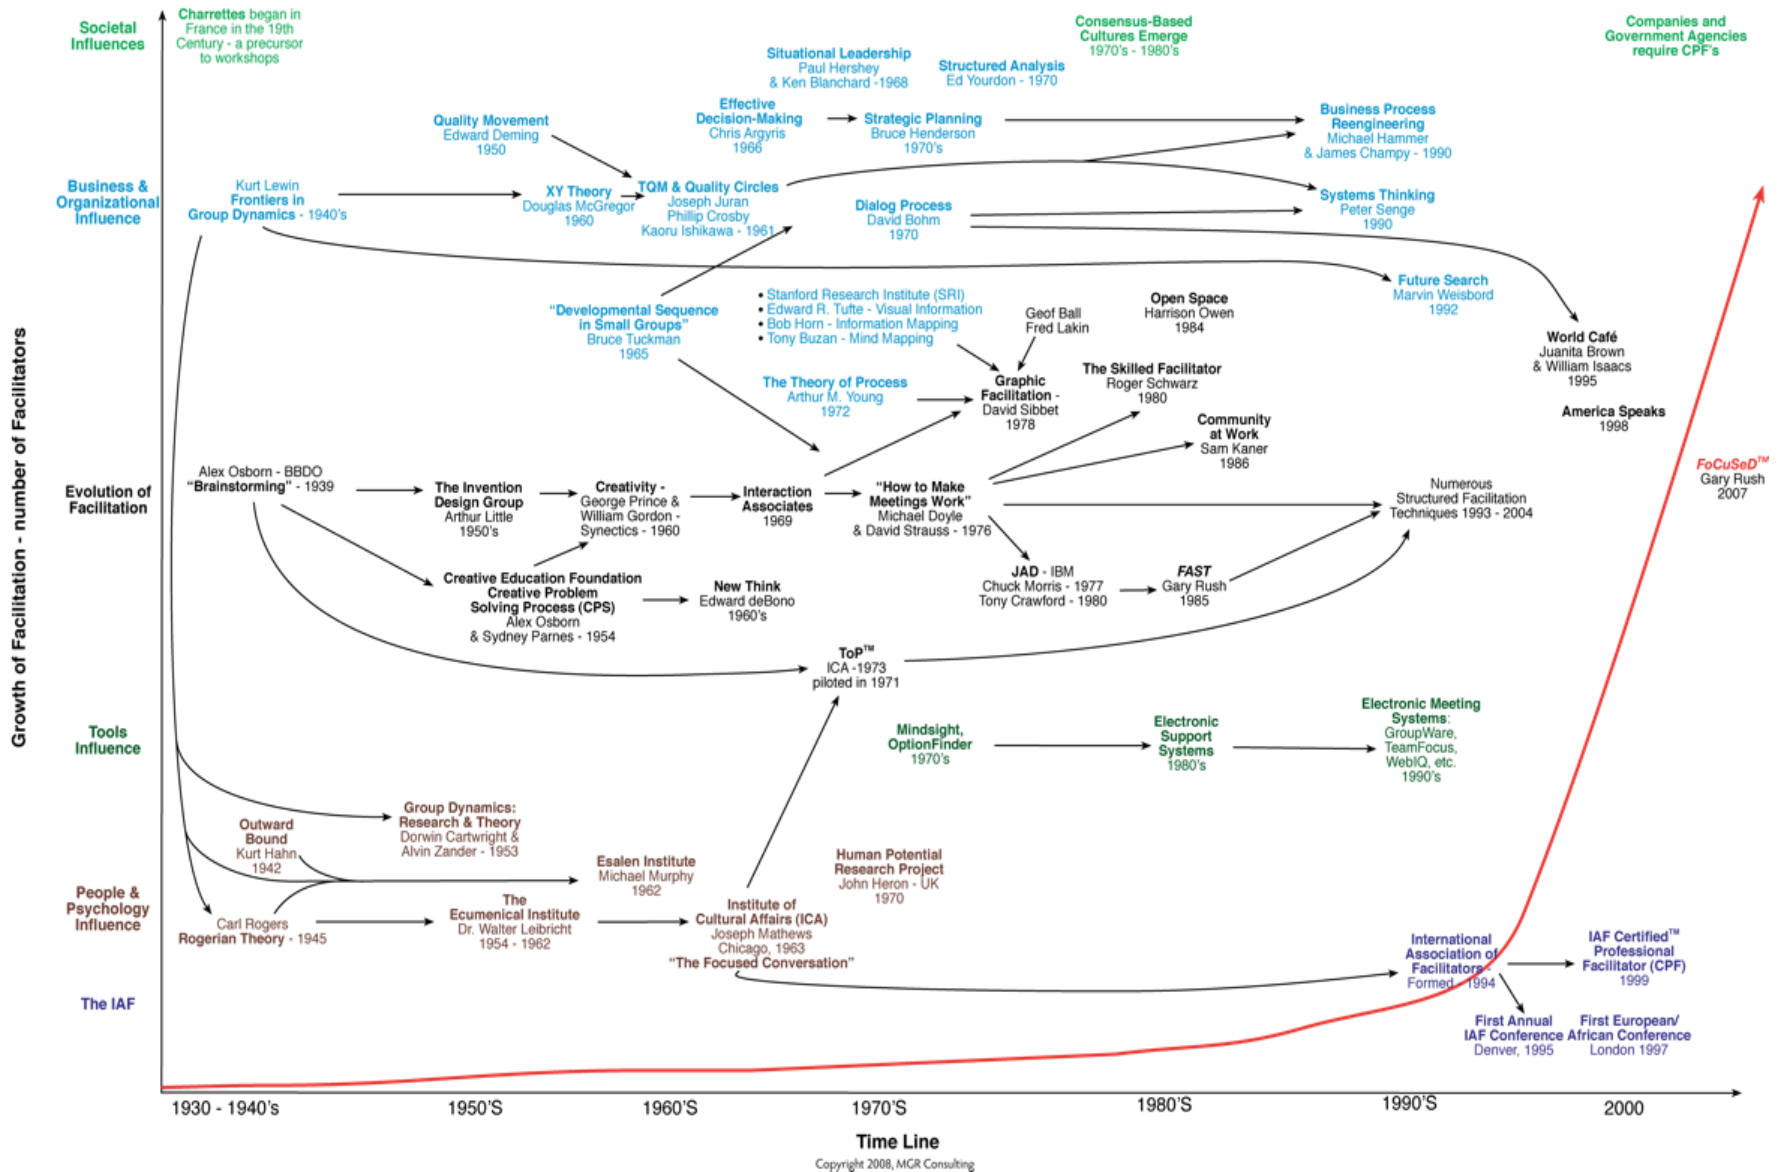 Societal
Influences
Charrettes began in
France in the 19th
Century - a precursor
to workshops
Consensus-Based
Cultures Emerge
1970's - 1980's
Companies and
Government Agencies
require CPF's
Situational Leadership
Paul Hershey
& Ken Blanchard -1968
Structured Analysis
Ed Yourdon - 1970
Quality Movement
Edward Deming
1950
Effective
Decision-Making
Chris Argyris
1966
Strategic Planning
Bruce Henderson
1970's
Business Process
Reengineering
Michael Hammer
& James Champy - 1990
Business &
Organizational
Influence
Kurt Lewin
Frontiers in
Group Dynamics - 1940's
XY Theory
Douglas McGregor
1960
TQM & Quality Circles
Joseph Juran
Phillip Crosby
Kaoru Ishikawa - 1961
Dialog Process
David Bohm
1970
Systems Thinking
Peter Senge
1990
Future Search
Marvin Weisbord
1992
"Developmental Sequence
in Small Groups"
Bruce Tuckman
1965
• Stanford Research Institute (SRI)
• Edward R. Tufte - Visual Information
• Bob Horn - Information Mapping
• Tony Buzan - Mind Mapping
Geof Ball
Fred Lakin
Open Space
Harrison Owen
1984
World Café
Juanita Brown
& William Isaacs
1995
The Theory of Process
Arthur M. Young
1972
Graphic
Facilitation -
David Sibbet
1978
The Skilled Facilitator
Roger Schwarz
1980
Community
at Work
Sam Kaner
1986
America Speaks
1998
Growth of Facilitation - number of Facilitators
Evolution of
Facilitation
Alex Osborn - BBDO
"Brainstorming" - 1939
The Invention
Design Group
Arthur Little
1950's
Creativity -
George Prince &
William Gordon -
Synectics - 1960
Interaction
Associates
1969
"How to Make
Meetings Work"
Michael Doyle
& David Strauss - 1976
Numerous
Structured Facilitation
Techniques 1993 - 2004
FoCuSeD™
Gary Rush
2007
Creative Education Foundation
Creative Problem
Solving Process (CPS)
Alex Osborn
& Sydney Parnes - 1954
New Think
Edward deBono
1960's
JAD - IBM
Chuck Morris - 1977
Tony Crawford - 1980
FAST
Gary Rush
1985
ToP™
ICA -1973
piloted in 1971
Tools
Influence
Mindsight,
OptionFinder
1970's
Electronic
Support
Systems
1980's
Electronic Meeting
Systems:
GroupWare,
TeamFocus,
WebIQ, etc.
1990's
Group Dynamics:
Research & Theory
Dorwin Cartwright &
Alvin Zander - 1953
Outward
Bound
Kurt Hahn
1942
Esalen Institute
Michael Murphy
1962
Human Potential
Research Project
John Heron - UK
1970
People &
Psychology
Influence
Carl Rogers
Rogerian Theory - 1945
The
Ecumenical Institute
Dr. Walter Leibricht
1954 - 1962
Institute of
Cultural Affairs (ICA)
Joseph Mathews
Chicago, 1963
"The Focused Conversation"
International
Association of
Facilitators -
Formed, 1994
IAF Certified™
Professional
Facilitator (CPF)
1999
The IAF
First Annual
IAF Conference
Denver, 1995
First European/
African Conference
London 1997
1930 - 1940's
1950'S
1960'S
1970'S
1980'S
1990'S
2000
Time Line
Copyright 2008, MGR Consulting